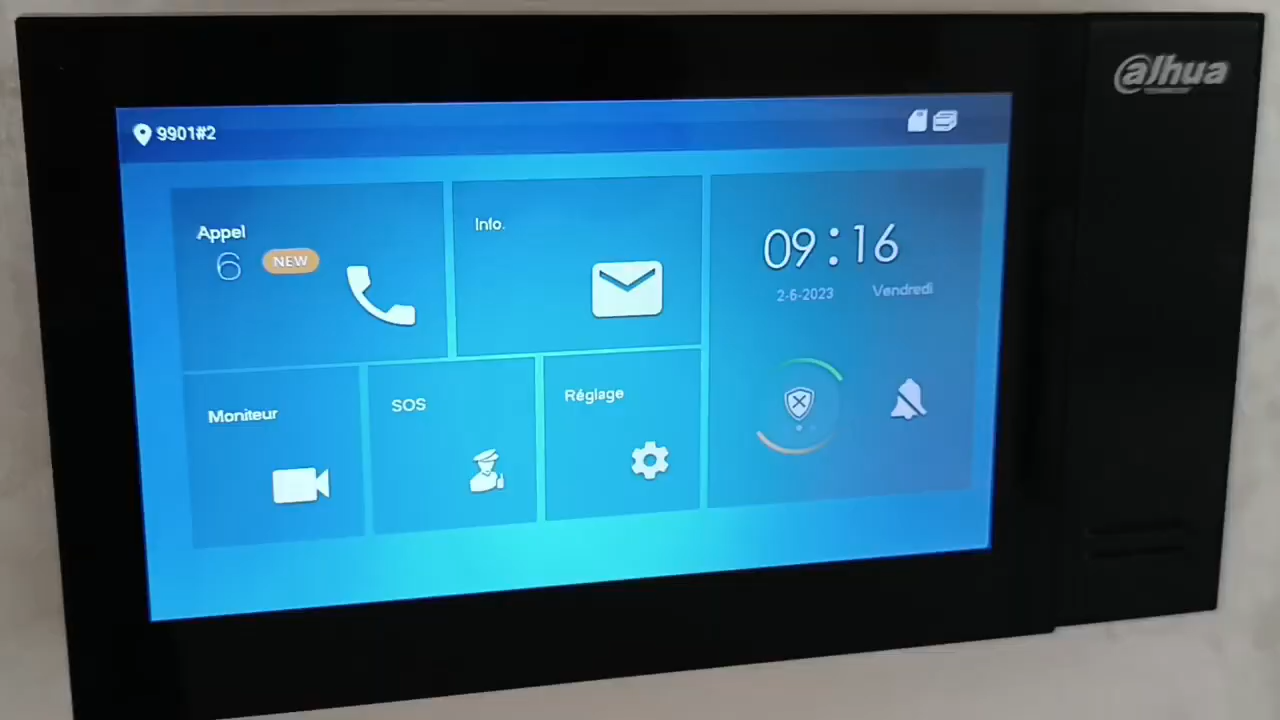 alhua
9901#2
Appel
6 NEW
Info.
09:16
2-6-2023 Vendredi
Moniteur
SOS
Réglage